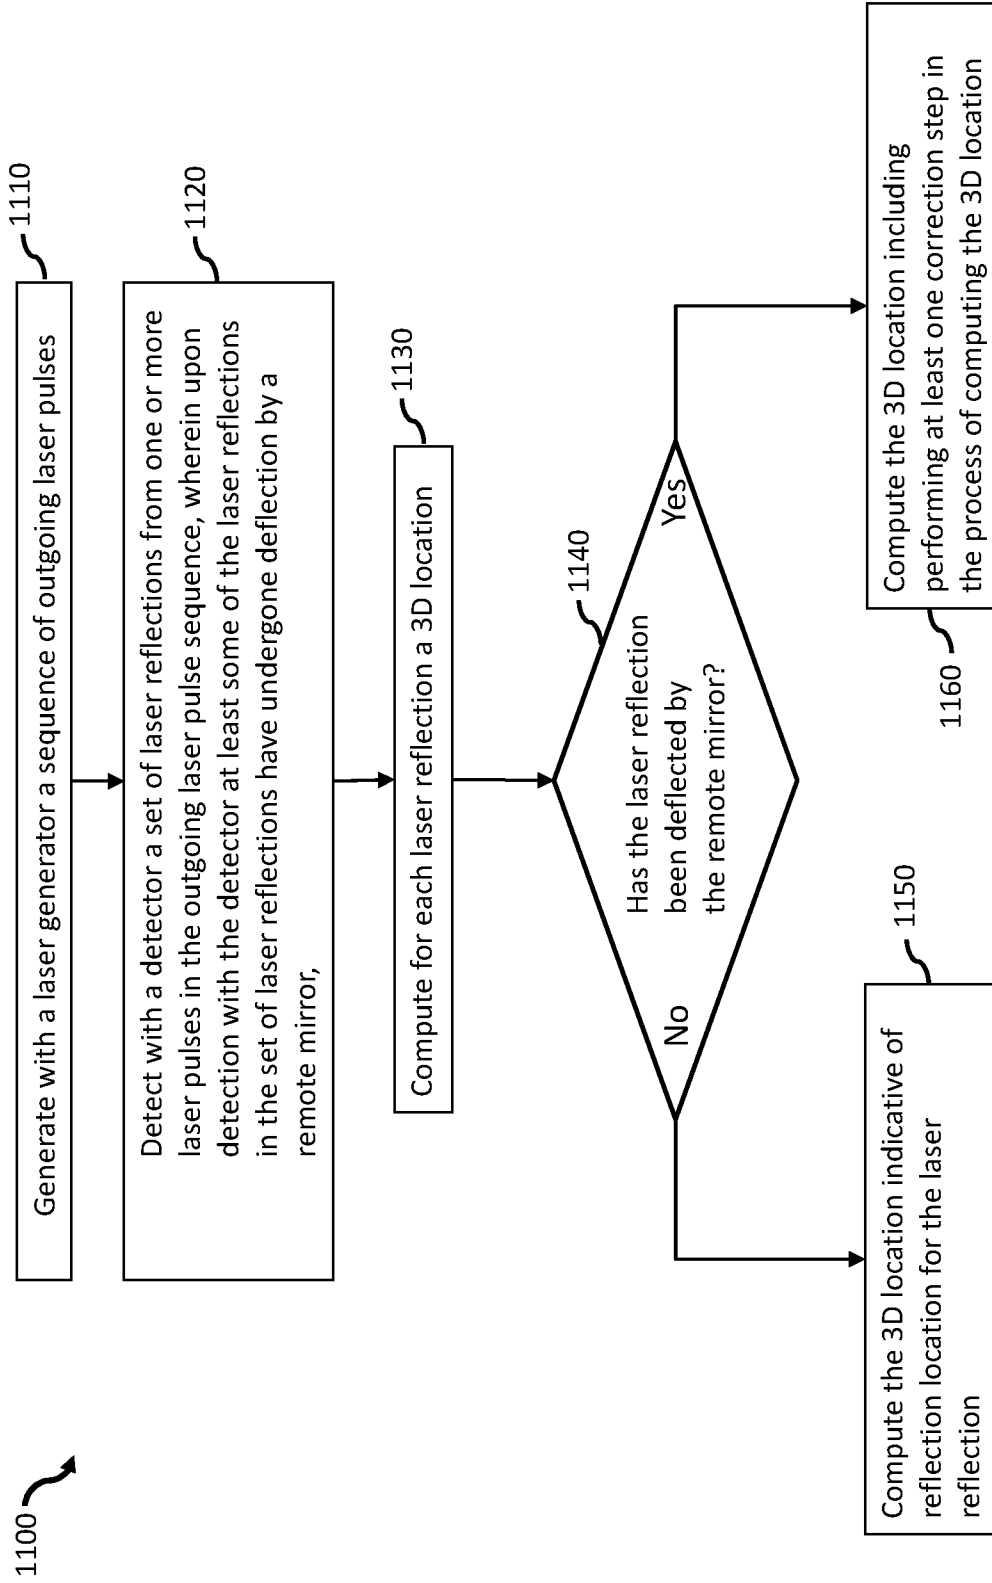 1100
1110
Generate with a laser generator a sequence of outgoing laser pulses
1120
Detect with a detector a set of laser reflections from one or more
laser pulses in the outgoing laser pulse sequence, wherein upon
detection with the detector at least some of the laser reflections
in the set of laser reflections have undergone deflection by a
remote mirror,
1130
Compute for each laser reflection a 3D location
1140
Has the laser reflection
been deflected by
the remote mirror?
No
Yes
1150
Compute the 3D location indicative of
reflection location for the laser
reflection
1160
Compute the 3D location including
performing at least one correction step in
the process of computing the 3D location